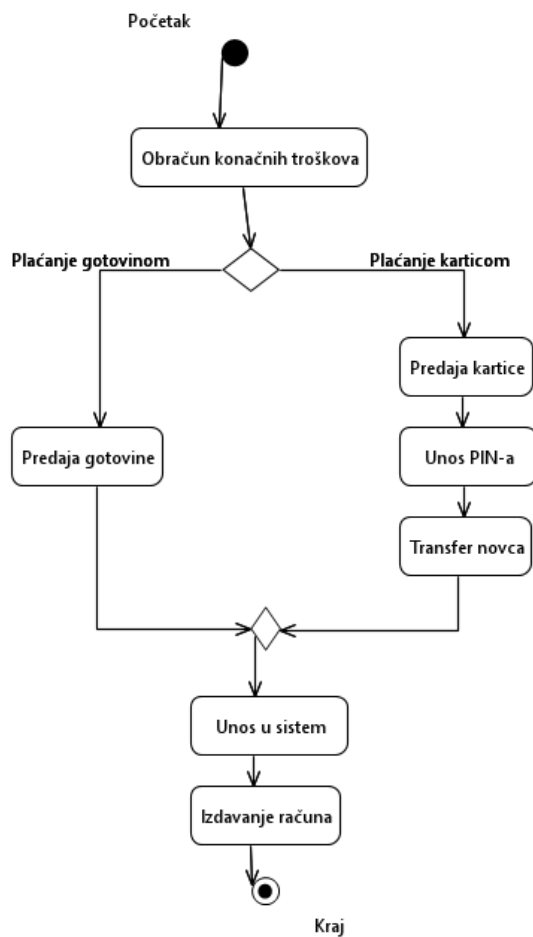 Početak
Obračun konačnih troškova
Plaćanje gotovinom
Plaćanje karticom
Predaja kartice
Predaja gotovine
Unos PIN-a
Transfer novca
Unos u sistem
Izdavanje računa
Kraj